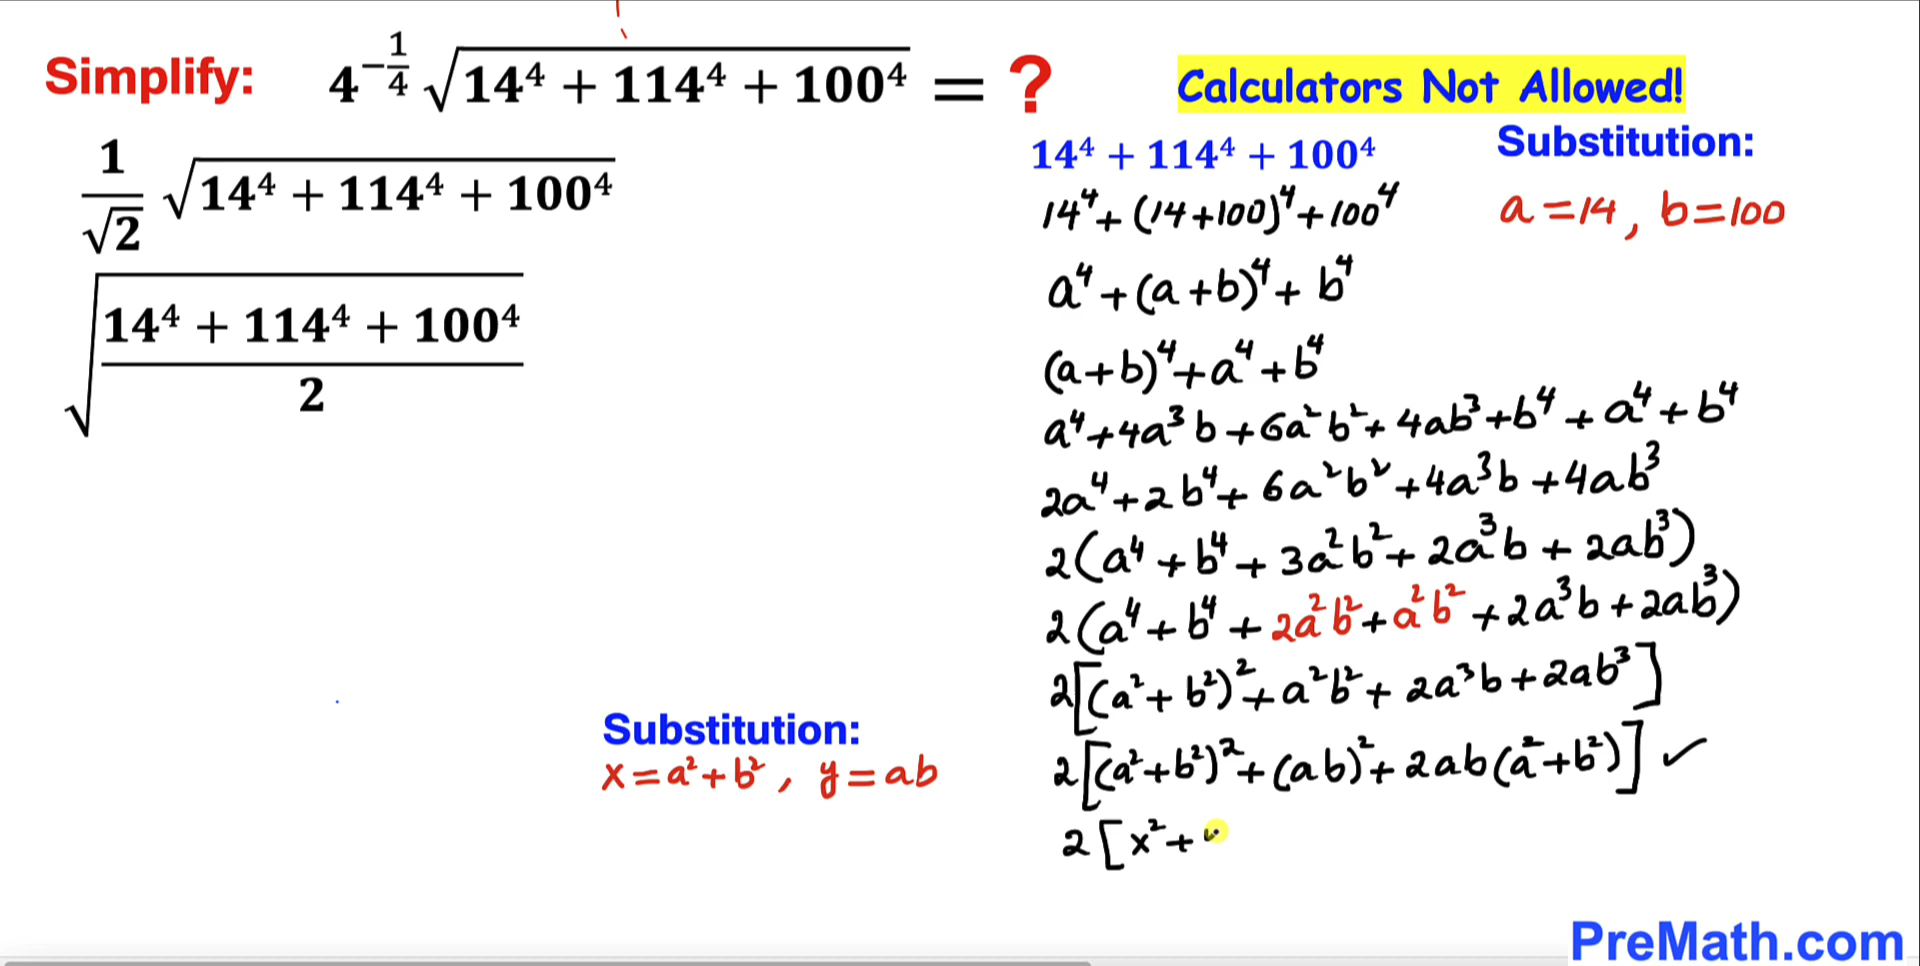 Simplify: 4^{-1/4} √(14⁴ + 114⁴ + 100⁴) = ?
Calculators Not Allowed!
1/√2 √(14⁴ + 114⁴ + 100⁴)
√((14⁴ + 114⁴ + 100⁴)/2)
14⁴ + 114⁴ + 100⁴
14⁴ + (14+100)⁴ + 100⁴
a⁴ + (a+b)⁴ + b⁴
(a+b)⁴ + a⁴ + b⁴
a⁴ + 4a³b + 6a²b² + 4ab³ + b⁴ + a⁴ + b⁴
2a⁴ + 2b⁴ + 6a²b² + 4a³b + 4ab³
2(a⁴ + b⁴ + 3a²b² + 2a³b + 2ab³)
2(a⁴ + b⁴ + 2a²b² + a²b² + 2a³b + 2ab³)
2[(a² + b²)² + a²b² + 2a³b + 2ab³]
2[(a² + b²)² + (ab)² + 2ab(a² + b²)] ✓
2[x² +
Substitution:
a = 14, b = 100
Substitution:
x = a² + b², y = ab
PreMath.com